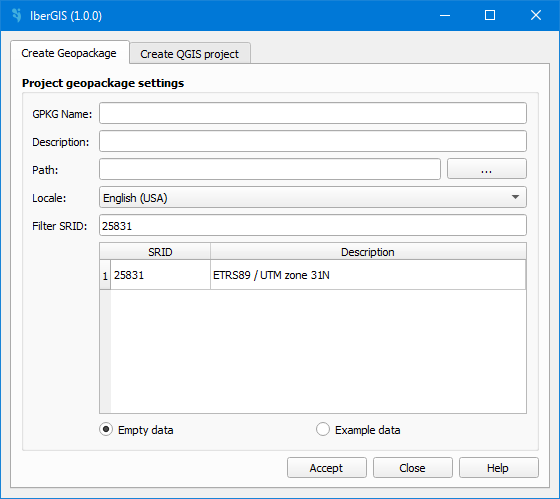 IberGIS (1.0.0)
Create Geopackage
Create QGIS project
Project geopackage settings
GPKG Name:
Description:
Path:
...
Locale:
English (USA)
Filter SRID:
25831
SRID
Description
1
25831
ETRS89 / UTM zone 31N
Empty data
Example data
Accept
Close
Help